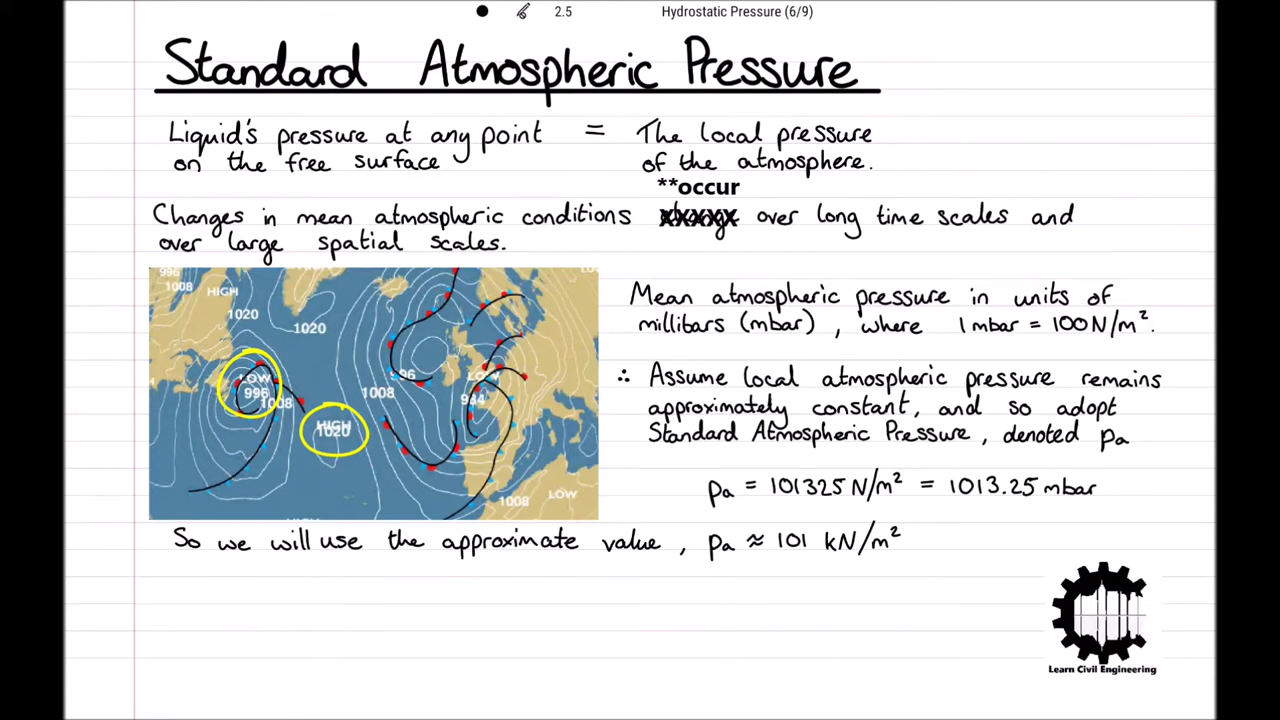 2.5 Hydrostatic Pressure (6/9)
Standard Atmospheric Pressure
Liquid's pressure at any point = The local pressure
on the free surface of the atmosphere.
**occur
Changes in mean atmospheric conditions XXXXX over long time scales and
over large spatial scales.
996
1008
HIGH
1020
1020
LOW
996
1008
HIGH
1020
1008
996
LOW
984
1008
LOW
LO
Mean atmospheric pressure in units of
millibars (mbar), where 1 mbar = 100 N/m².
∴ Assume local atmospheric pressure remains
approximately constant, and so adopt
Standard Atmospheric Pressure, denoted pa
pa = 101325 N/m² = 1013.25 mbar
So we will use the approximate value, pa ≈ 101 kN/m²
Learn Civil Engineering